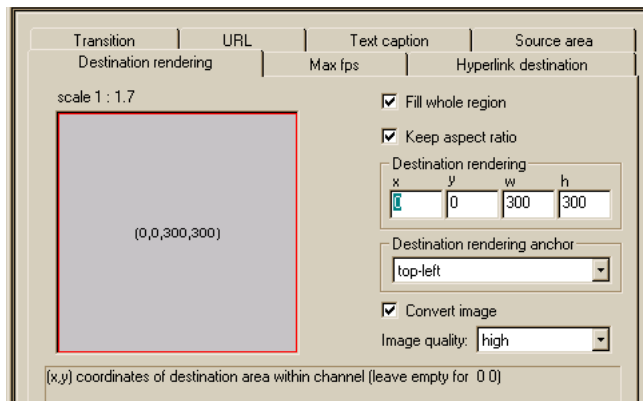 Transition URL Text caption Source area
Destination rendering Max fps Hyperlink destination
scale 1 : 1.7
Fill whole region
Keep aspect ratio
Destination rendering
x y w h
0 0 300 300
(0,0,300,300)
Destination rendering anchor
top-left
Convert image
Image quality: high
(x,y) coordinates of destination area within channel (leave empty for 0 0)